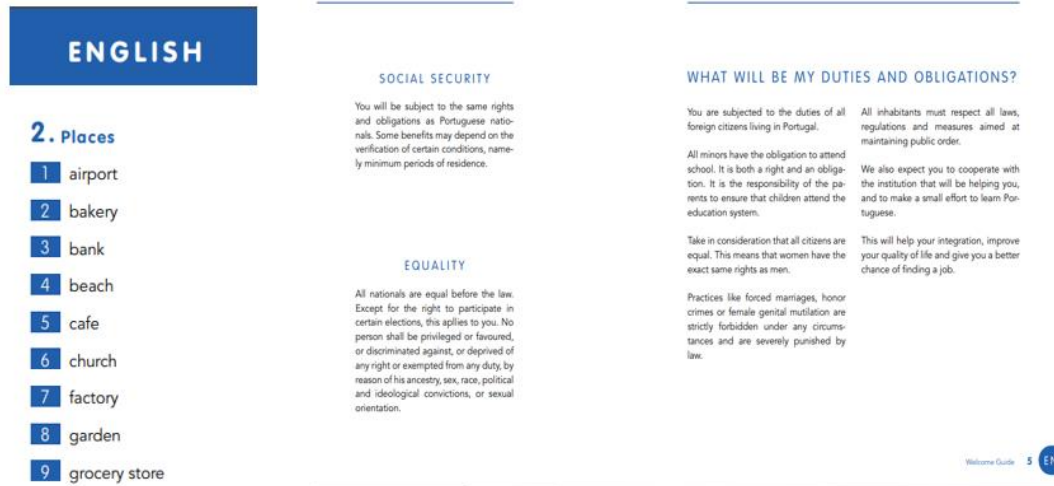 ENGLISH
2. Places
1 airport
2 bakery
3 bank
4 beach
5 cafe
6 church
7 factory
8 garden
9 grocery store
SOCIAL SECURITY
You will be subject to the same rights
and obligations as Portuguese natio-
nals. Some benefits may depend on the
verification of certain conditions, name-
ly minimum periods of residence.
EQUALITY
All nationals are equal before the law.
Except for the right to participate in
certain elections, this apllies to you. No
person shall be privileged or favoured,
or discriminated against, or deprived of
any right or exempted from any duty, by
reason of his ancestry, sex, race, political
and ideological convictions, or sexual
orientation.
WHAT WILL BE MY DUTIES AND OBLIGATIONS?
You are subjected to the duties of all
foreign citizens living in Portugal.
All minors have the obligation to attend
school. It is both a right and an obliga-
tion. It is the responsibility of the pa-
rents to ensure that children attend the
education system.
Take in consideration that all citizens are
equal. This means that women have the
exact same rights as men.
Practices like forced marriages, honor
crimes or female genital mutilation are
strictly forbidden under any circums-
tances and are severely punished by
law.
All inhabitants must respect all laws,
regulations and measures aimed at
maintaining public order.
We also expect you to cooperate with
the institution that will be helping you,
and to make a small effort to learn Por-
tuguese.
This will help your integration, improve
your quality of life and give you a better
chance of finding a job.
Welcome Guide 5 EN